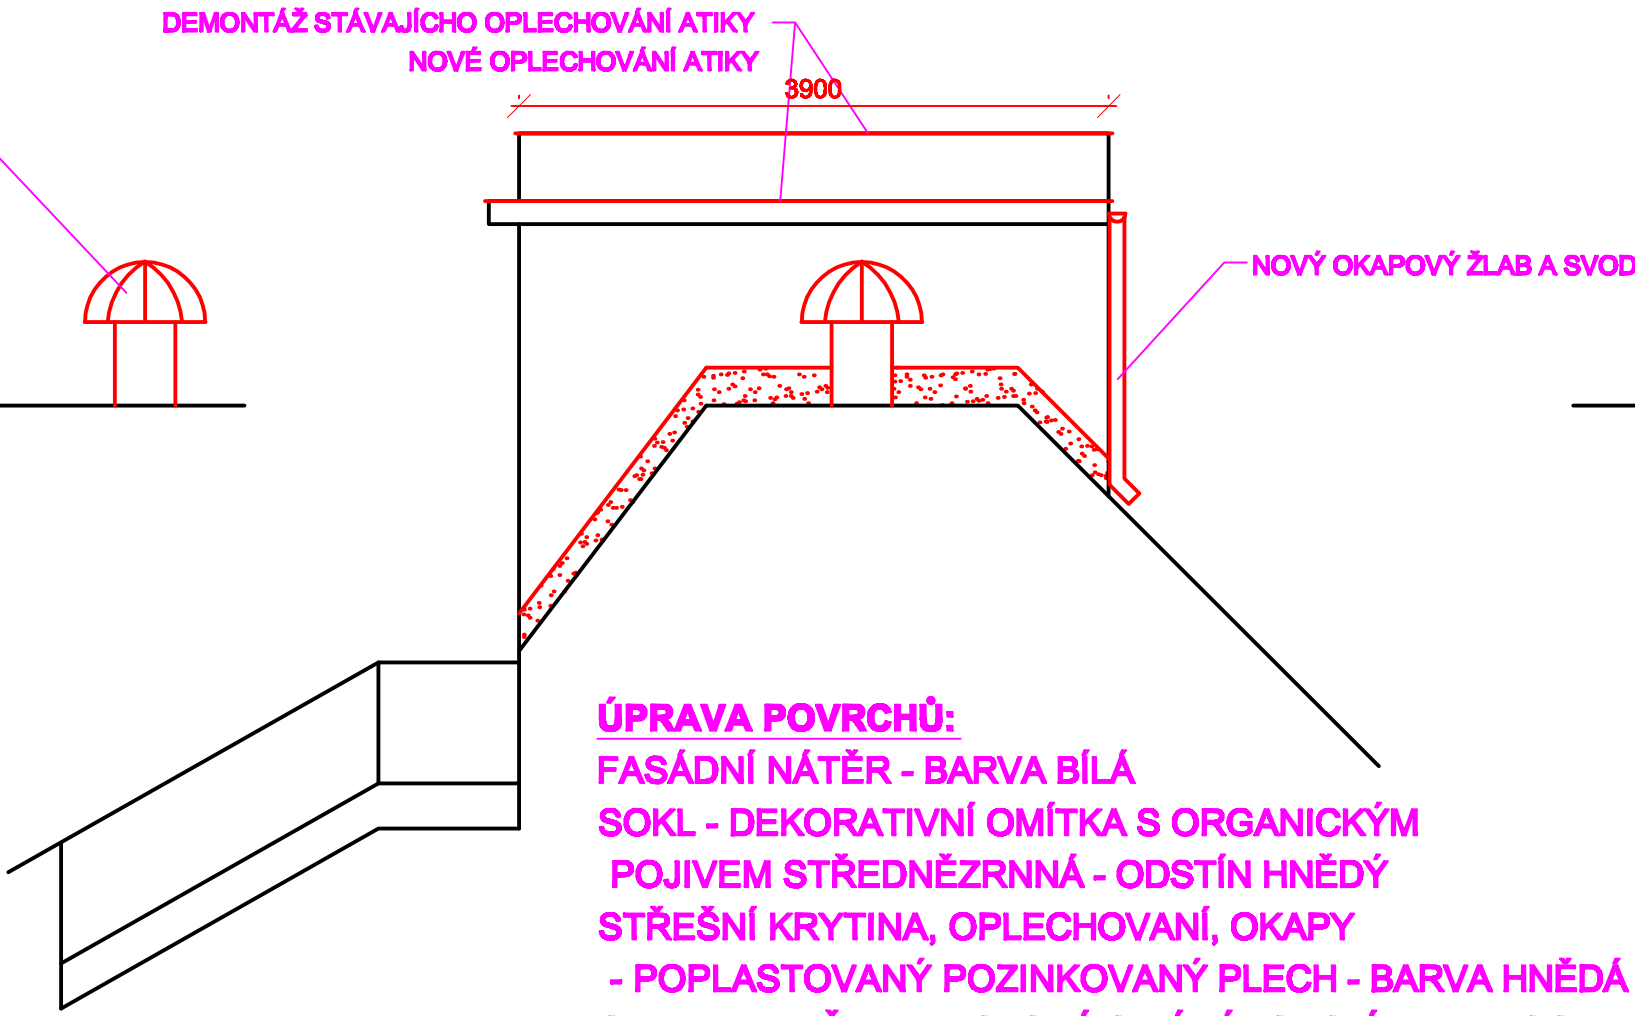 DEMONTÁŽ STÁVAJÍCHO OPLECHOVÁNÍ ATIKY
NOVÉ OPLECHOVÁNÍ ATIKY
3900
NOVÝ OKAPOVÝ ŽLAB A SVOD
ÚPRAVA POVRCHŮ:
FASÁDNÍ NÁTĚR - BARVA BÍLÁ
SOKL - DEKORATIVNÍ OMÍTKA S ORGANICKÝM
POJIVEM STŘEDNĚZRNNÁ - ODSTÍN HNĚDÝ
STŘEŠNÍ KRYTINA, OPLECHOVANÍ, OKAPY
- POPLASTOVANÝ POZINKOVANÝ PLECH - BARVA HNĚDÁ